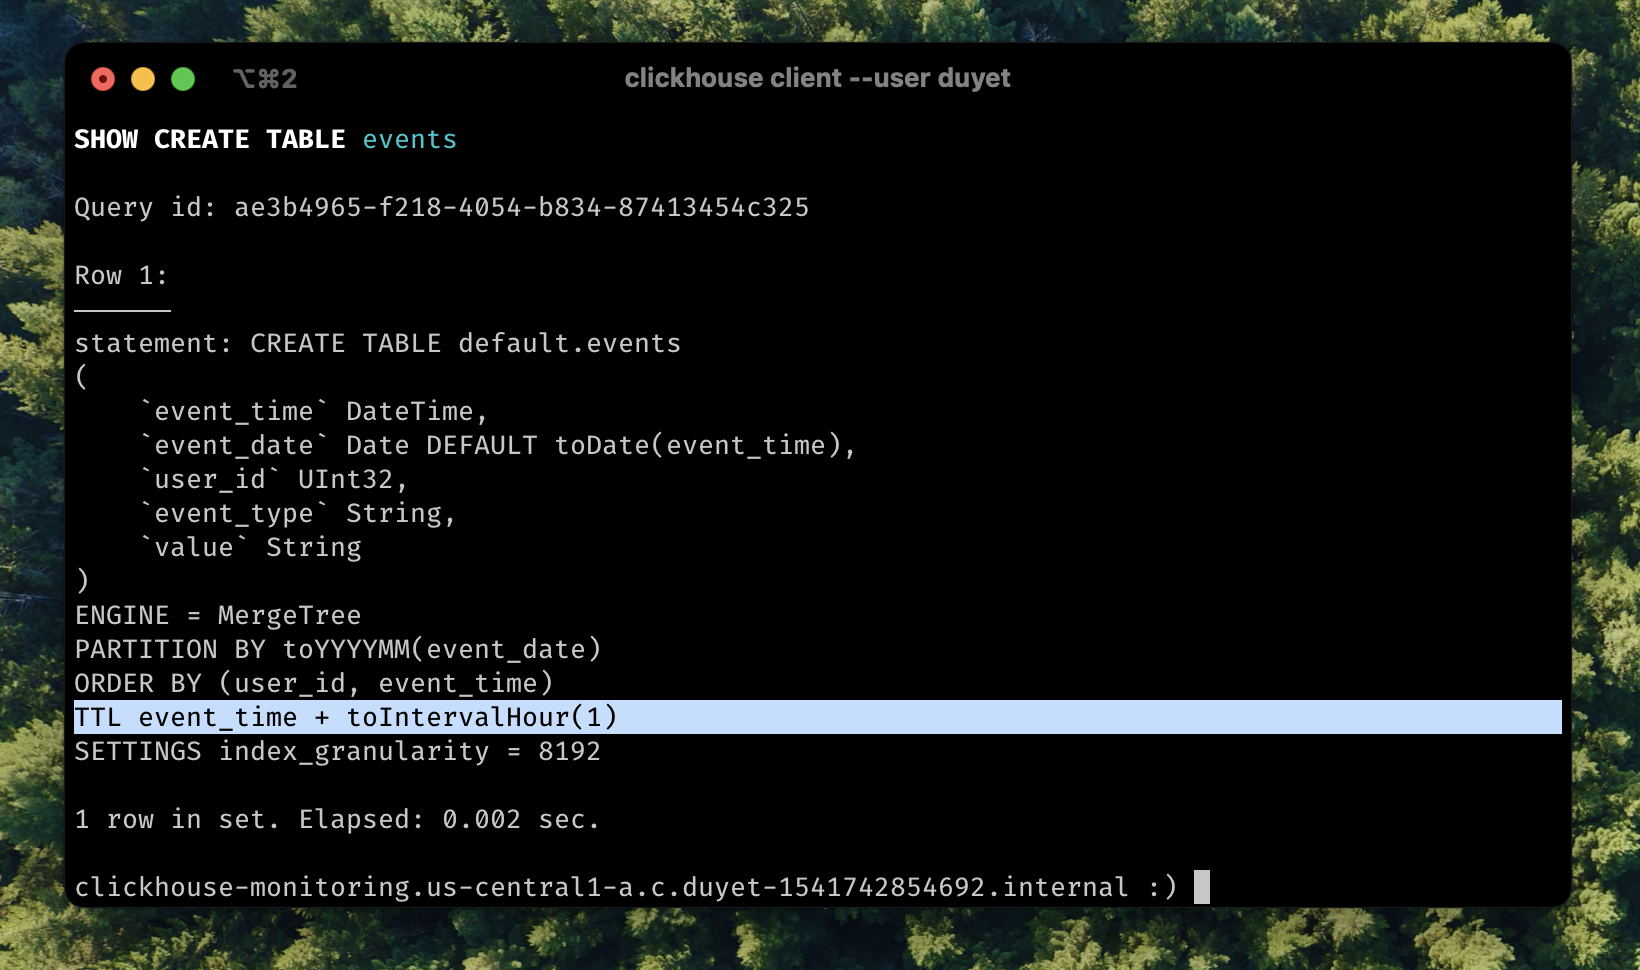 ⌥⌘2 clickhouse client --user duyet
SHOW CREATE TABLE events
Query id: ae3b4965-f218-4054-b834-87413454c325
Row 1:
statement: CREATE TABLE default.events
(
    `event_time` DateTime,
    `event_date` Date DEFAULT toDate(event_time),
    `user_id` UInt32,
    `event_type` String,
    `value` String
)
ENGINE = MergeTree
PARTITION BY toYYYYMM(event_date)
ORDER BY (user_id, event_time)
TTL event_time + toIntervalHour(1)
SETTINGS index_granularity = 8192
1 row in set. Elapsed: 0.002 sec.
clickhouse-monitoring.us-central1-a.c.duyet-1541742854692.internal :)